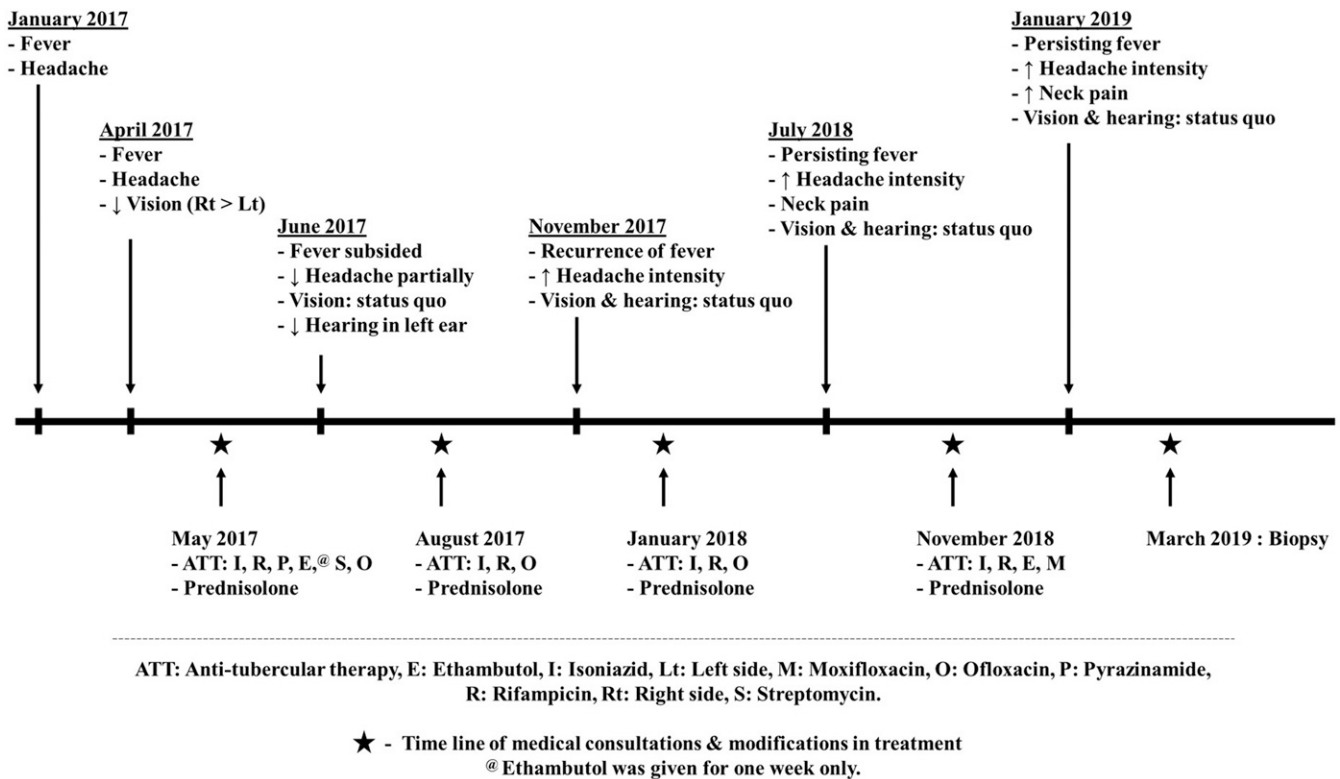 January 2017
- Fever
- Headache
April 2017
- Fever
- Headache
- ↓ Vision (Rt > Lt)
June 2017
- Fever subsided
- ↓ Headache partially
- Vision: status quo
- ↓ Hearing in left ear
November 2017
- Recurrence of fever
- ↑ Headache intensity
- Vision & hearing: status quo
July 2018
- Persisting fever
- ↑ Headache intensity
- Neck pain
- Vision & hearing: status quo
January 2019
- Persisting fever
- ↑ Headache intensity
- ↑ Neck pain
- Vision & hearing: status quo
May 2017
- ATT: I, R, P, E,@ S, O
- Prednisolone
August 2017
- ATT: I, R, O
- Prednisolone
January 2018
- ATT: I, R, O
- Prednisolone
November 2018
- ATT: I, R, E, M
- Prednisolone
March 2019 : Biopsy
ATT: Anti-tubercular therapy, E: Ethambutol, I: Isoniazid, Lt: Left side, M: Moxifloxacin, O: Ofloxacin, P: Pyrazinamide,
R: Rifampicin, Rt: Right side, S: Streptomycin.
★ - Time line of medical consultations & modifications in treatment
@ Ethambutol was given for one week only.